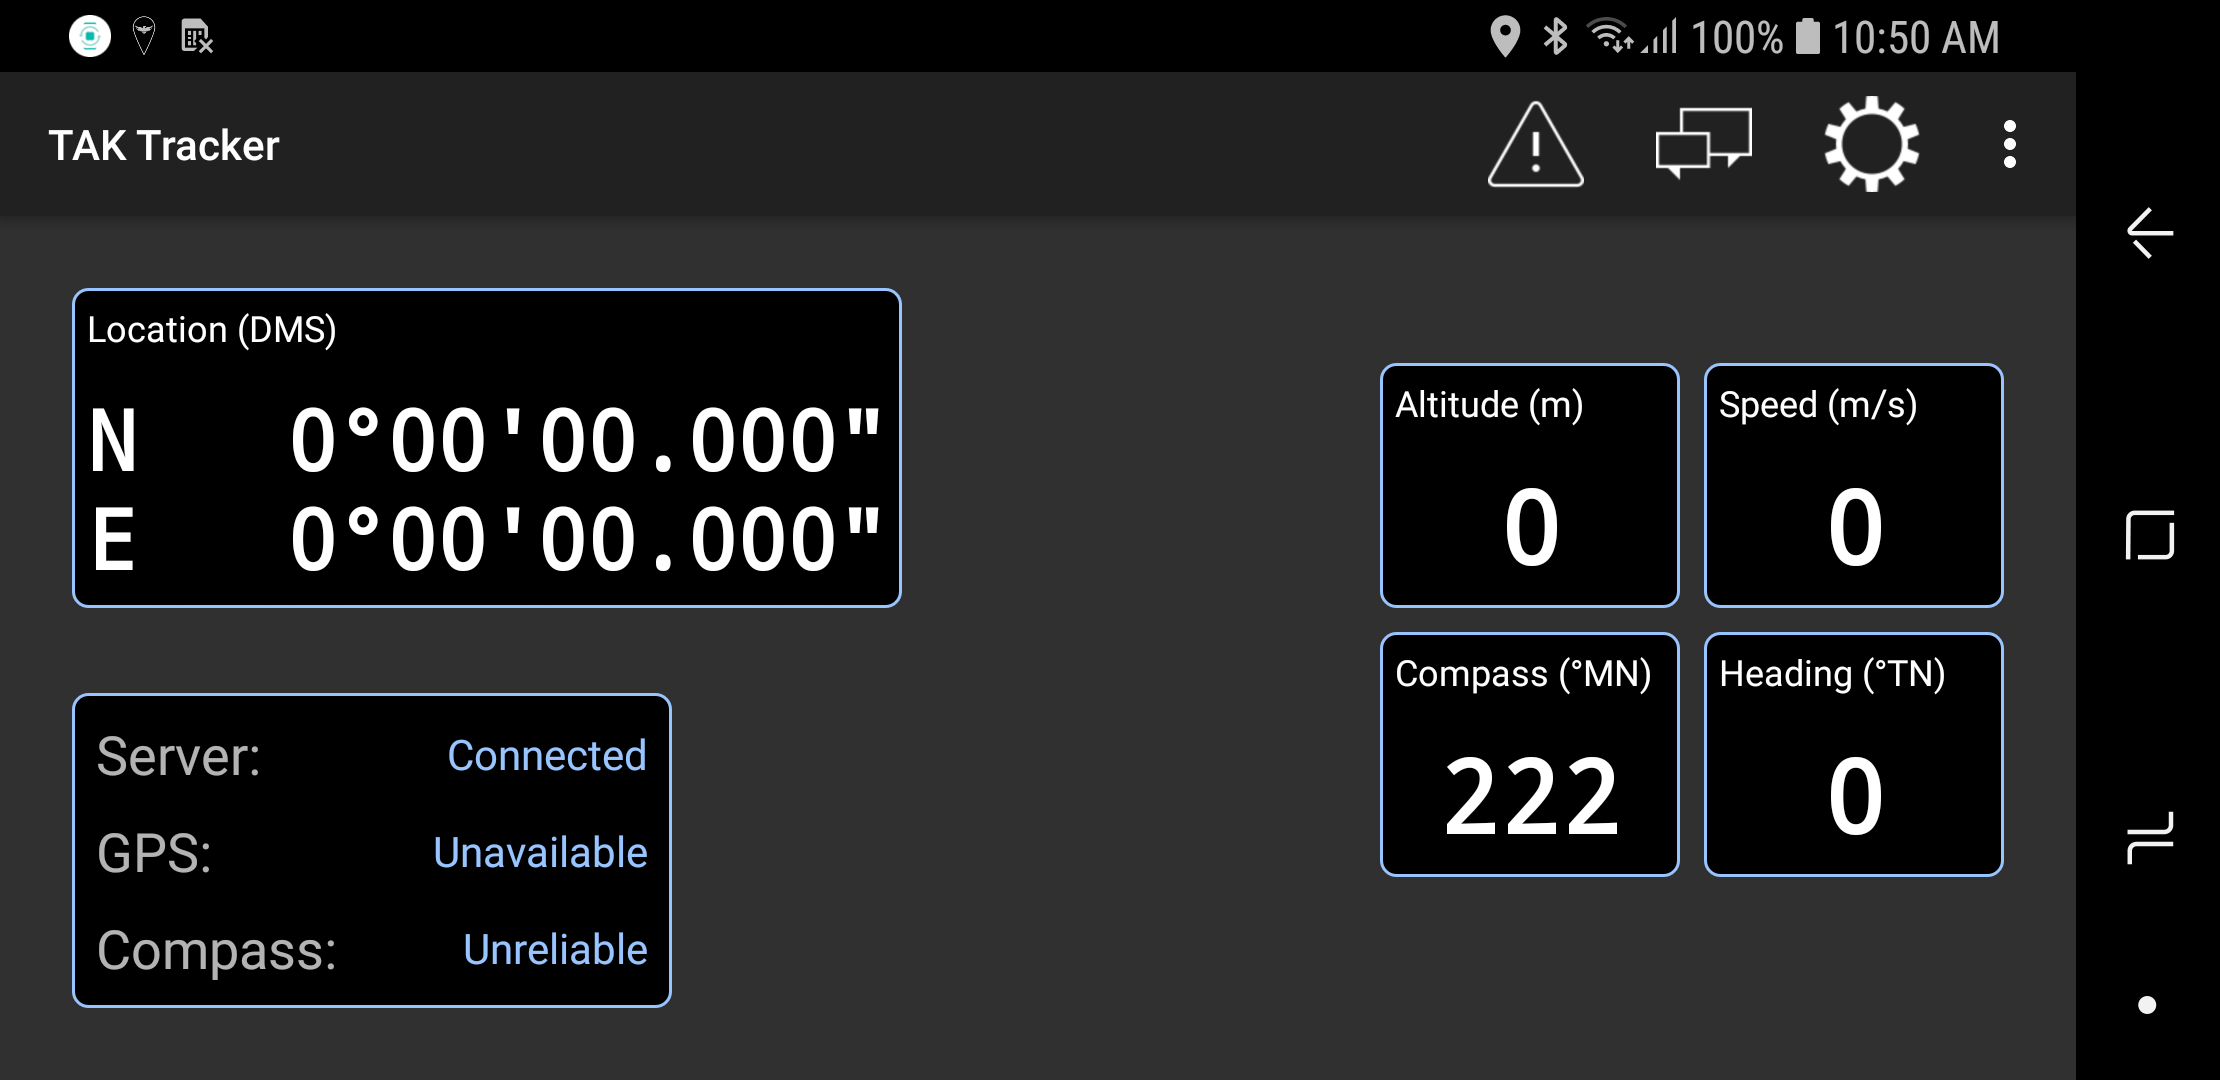 100% 10:50 AM
TAK Tracker
Location (DMS)
N 0°00'00.000"
E 0°00'00.000"
Altitude (m)
0
Speed (m/s)
0
Compass (°MN)
222
Heading (°TN)
0
Server: Connected
GPS: Unavailable
Compass: Unreliable